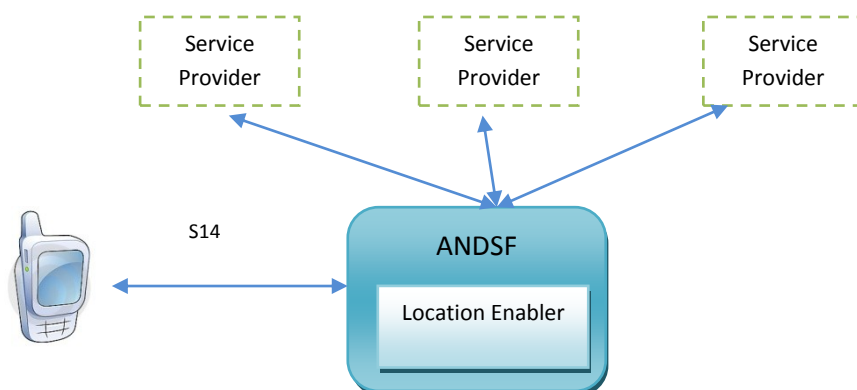 Service
Provider
Service
Provider
Service
Provider
S14
ANDSF
Location Enabler